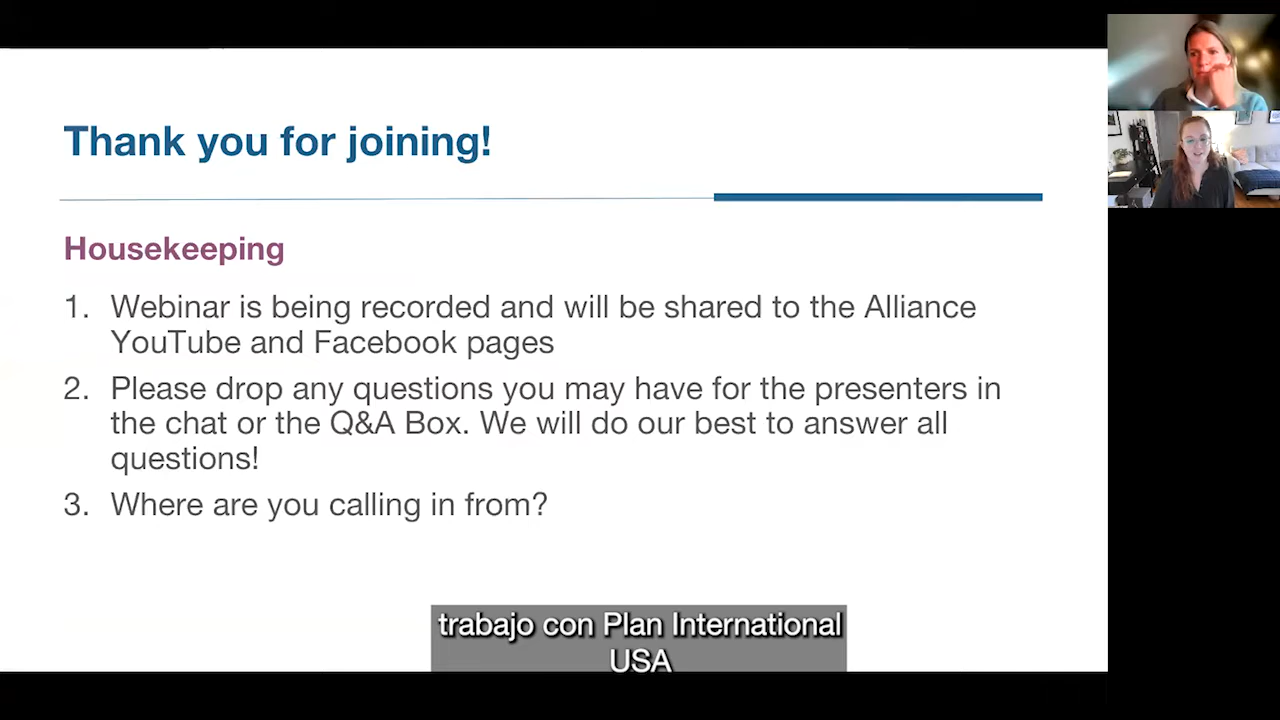 Thank you for joining!
Housekeeping
1. Webinar is being recorded and will be shared to the Alliance
YouTube and Facebook pages
2. Please drop any questions you may have for the presenters in
the chat or the Q&A Box. We will do our best to answer all
questions!
3. Where are you calling in from?
trabajo con Plan International
USA